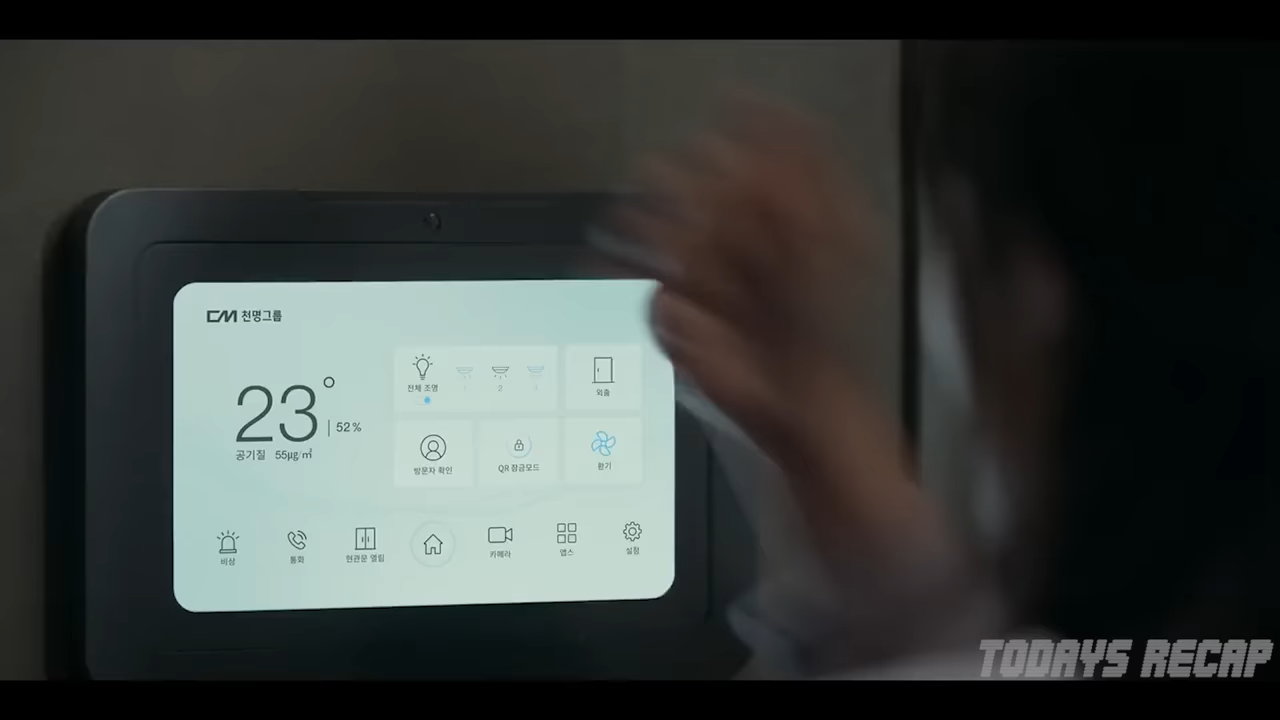 CM 천명그룹
23°
52%
공기질 55μg/㎥
전체 조명
1 2 3
외출
방문자 확인
QR 잠금모드
환기
비상
통화
현관문 열림
카메라
앱스
설정
TODAYS RECAP